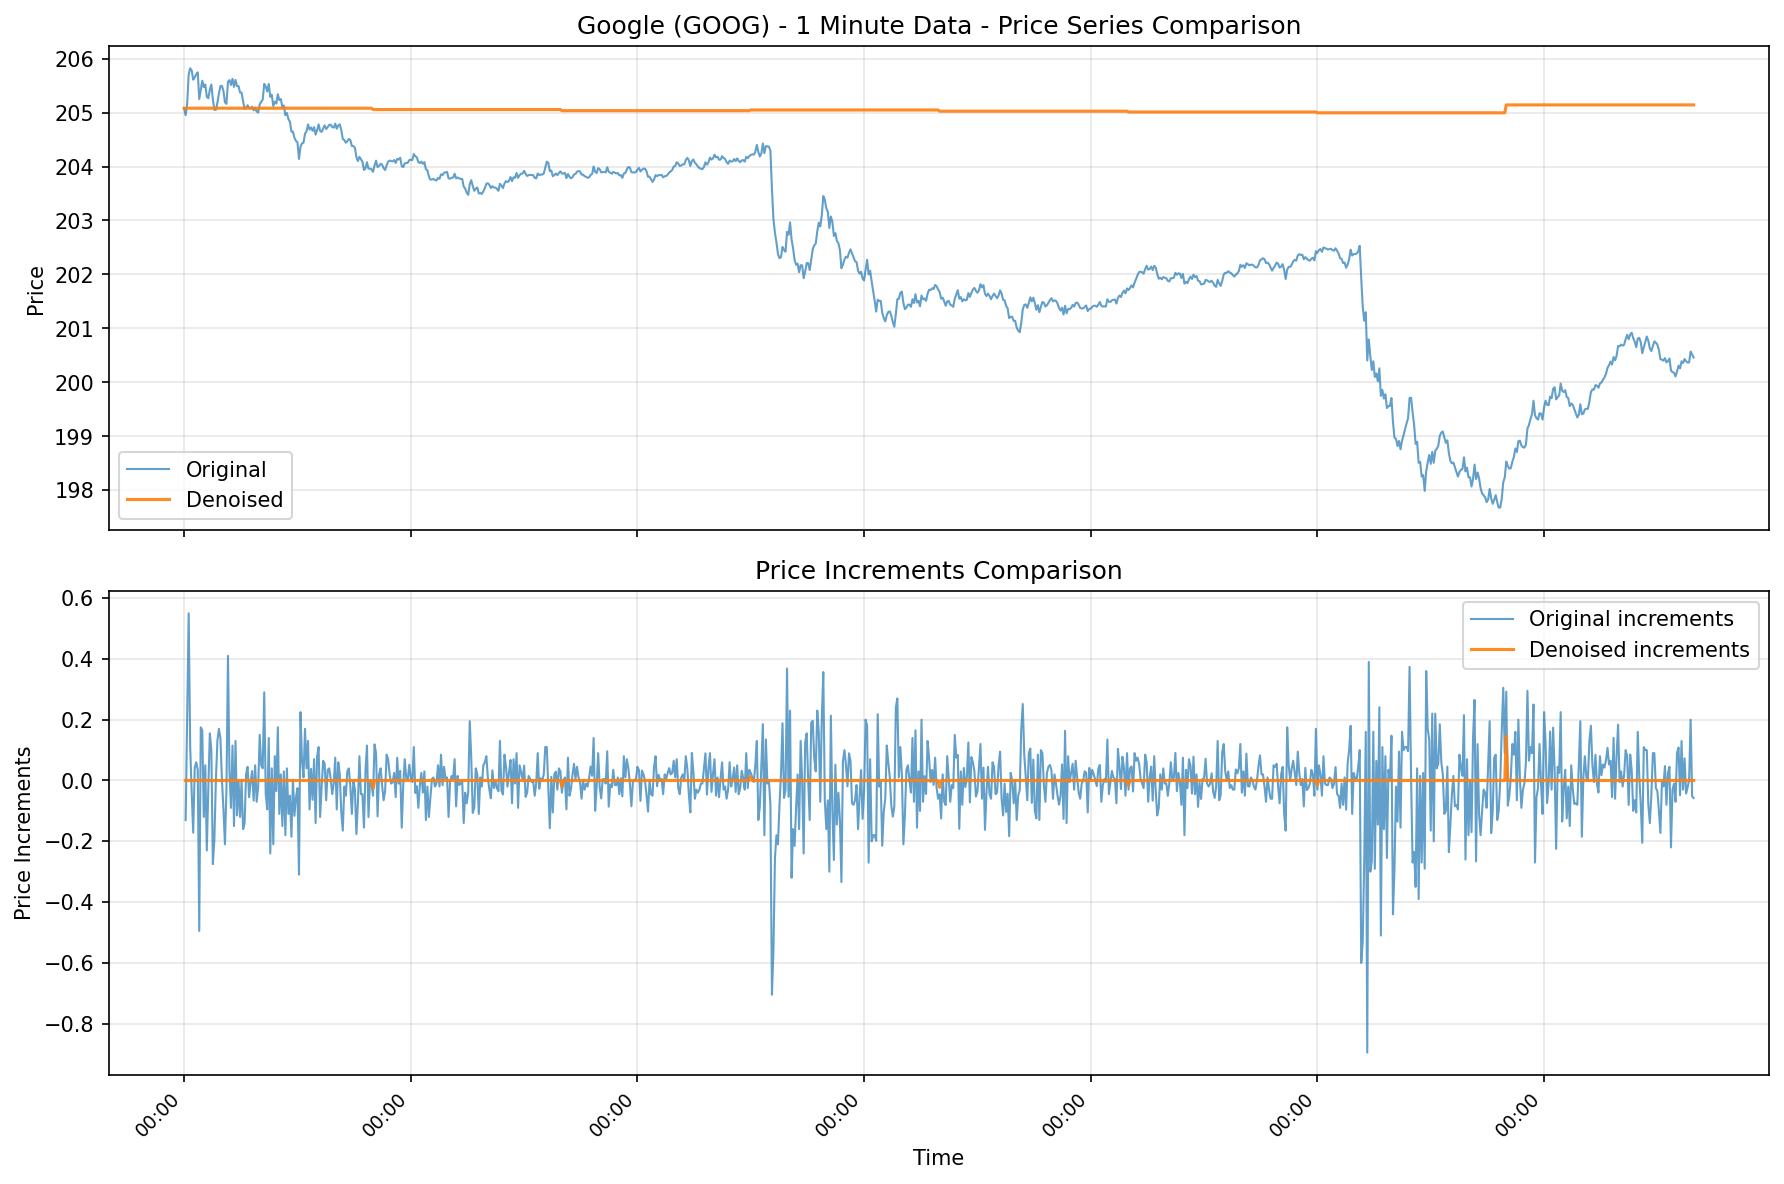 Google (GOOG) - 1 Minute Data - Price Series Comparison
206
205
204
203
202
201
200
199
198
Price
Original
Denoised
Price Increments Comparison
0.6
0.4
0.2
0.0
−0.2
−0.4
−0.6
−0.8
Price Increments
Original increments
Denoised increments
00:00
00:00
00:00
00:00
00:00
00:00
00:00
Time